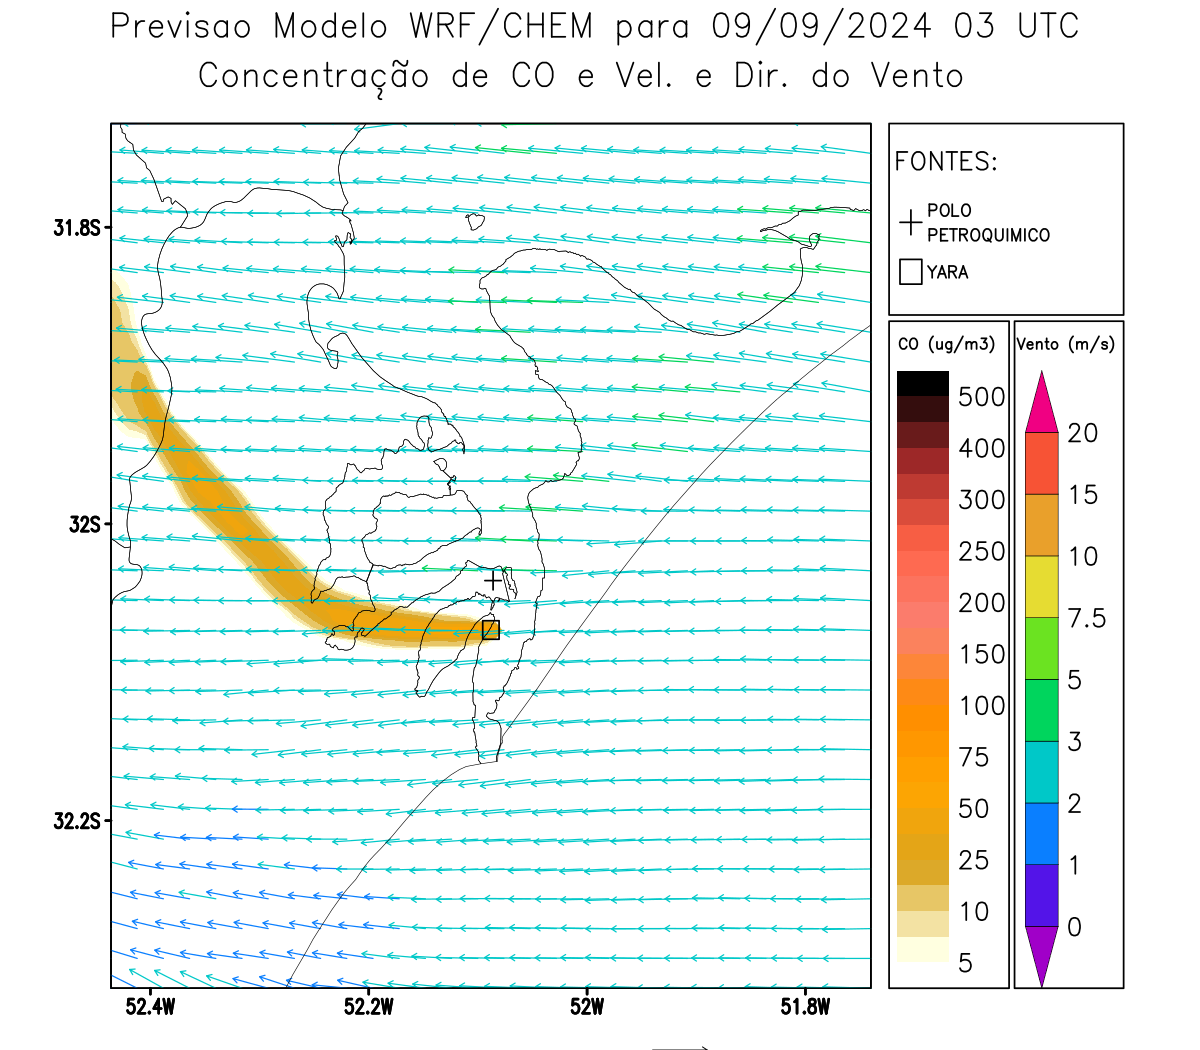 Previsao Modelo WRF/CHEM para 09/09/2024 03 UTC
Concentração de CO e Vel. e Dir. do Vento
FONTES:
POLO
PETROQUIMICO
YARA
31.8S
32S
32.2S
52.4W
52.2W
52W
51.8W
CO (ug/m3)
500
400
300
250
200
150
100
75
50
25
10
5
Vento (m/s)
20
15
10
7.5
5
3
2
1
0